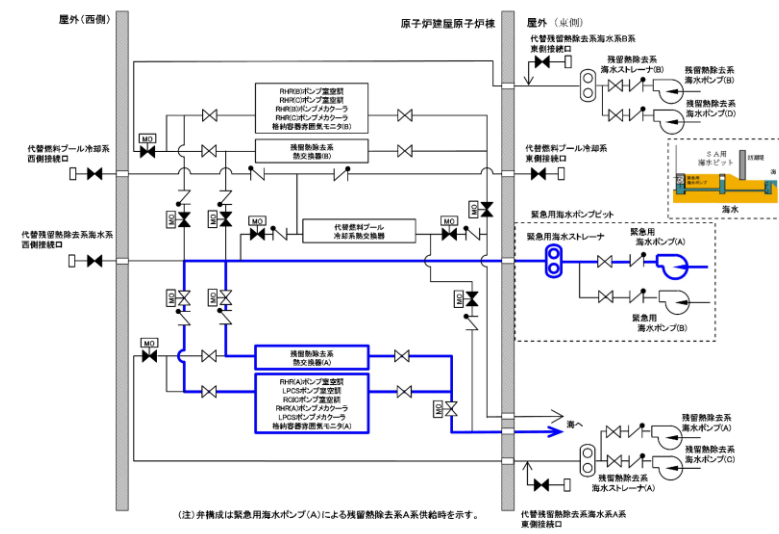 屋外(西側)
原子炉建屋原子炉棟
屋外(東側)
代替残留熱除去系海水系B系
東側接続口
残留熱除去系
海水ストレーナ(B)
残留熱除去系
海水ポンプ(B)
残留熱除去系
海水ポンプ(D)
RHR(B)ポンプ室空調
RHR(C)ポンプ室空調
RHR(B)ポンプメカクーラ
RHR(C)ポンプメカクーラ
格納容器雰囲気モニタ(B)
MO
残留熱除去系
熱交換器(B)
代替燃料プール冷却系
西側接続口
代替燃料プール冷却系
東側接続口
SA用
海水ピット
防潮堤
海
緊急用
海水ポンプ
海水
MO
MO
MO
MO
MO
代替燃料プール
冷却系熱交換器
代替残留熱除去系海水系
西側接続口
緊急用海水ポンプピット
緊急用海水ストレーナ
緊急用
海水ポンプ(A)
緊急用
海水ポンプ(B)
MO
MO
MO
MO
残留熱除去系
熱交換器(A)
RHR(A)ポンプ室空調
LPCSポンプ室空調
RCICポンプ室空調
RHR(A)ポンプメカクーラ
LPCSポンプメカクーラ
格納容器雰囲気モニタ(A)
MO
海へ
残留熱除去系
海水ポンプ(A)
残留熱除去系
海水ポンプ(C)
残留熱除去系
海水ストレーナ(A)
代替残留熱除去系海水系A系
東側接続口
(注)弁構成は緊急用海水ポンプ(A)による残留熱除去系A系供給時を示す。